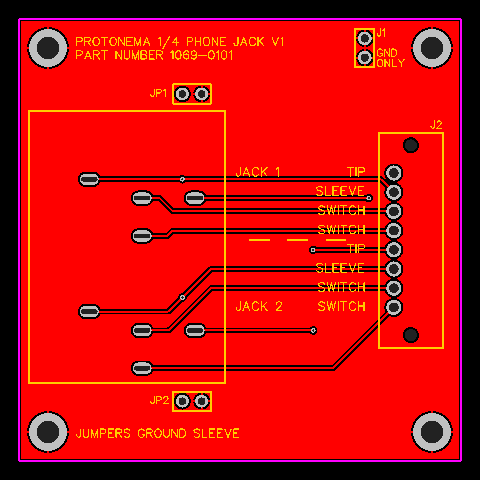 PROTONEMA 1/4 PHONE JACK V1
PART NUMBER 1069-0101
J1
GND
ONLY
JP1
J2
JACK 1 TIP
SLEEVE
SWITCH
SWITCH
TIP
SLEEVE
SWITCH
JACK 2 SWITCH
JP2
JUMPERS GROUND SLEEVE